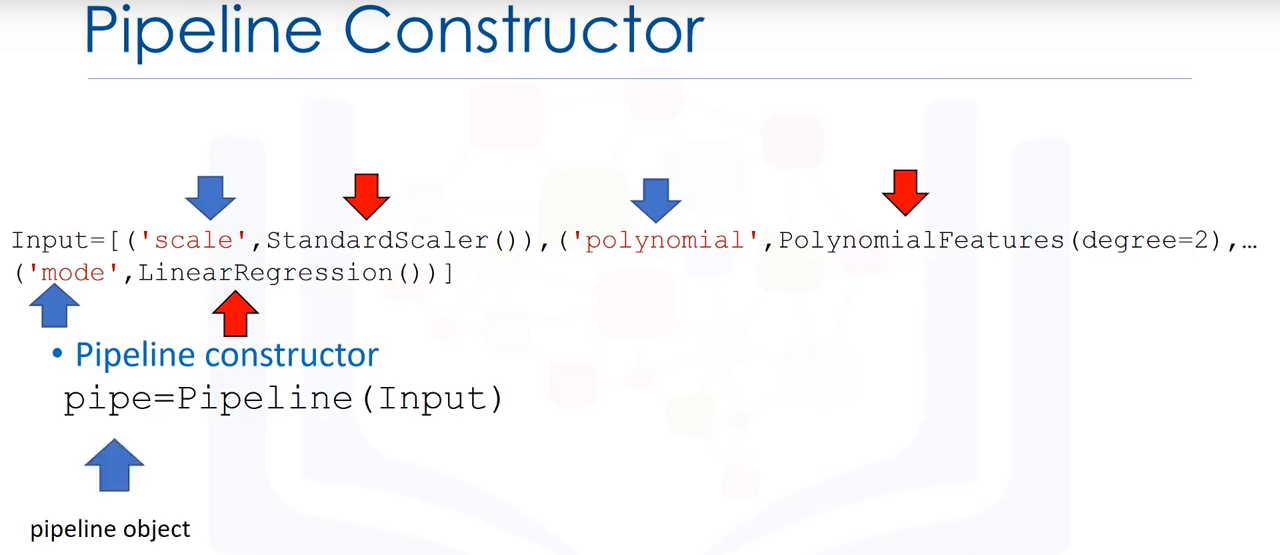 Pipeline Constructor
Input=[('scale',StandardScaler()),('polynomial',PolynomialFeatures(degree=2),…
('mode',LinearRegression())]
• Pipeline constructor
pipe=Pipeline(Input)
pipeline object